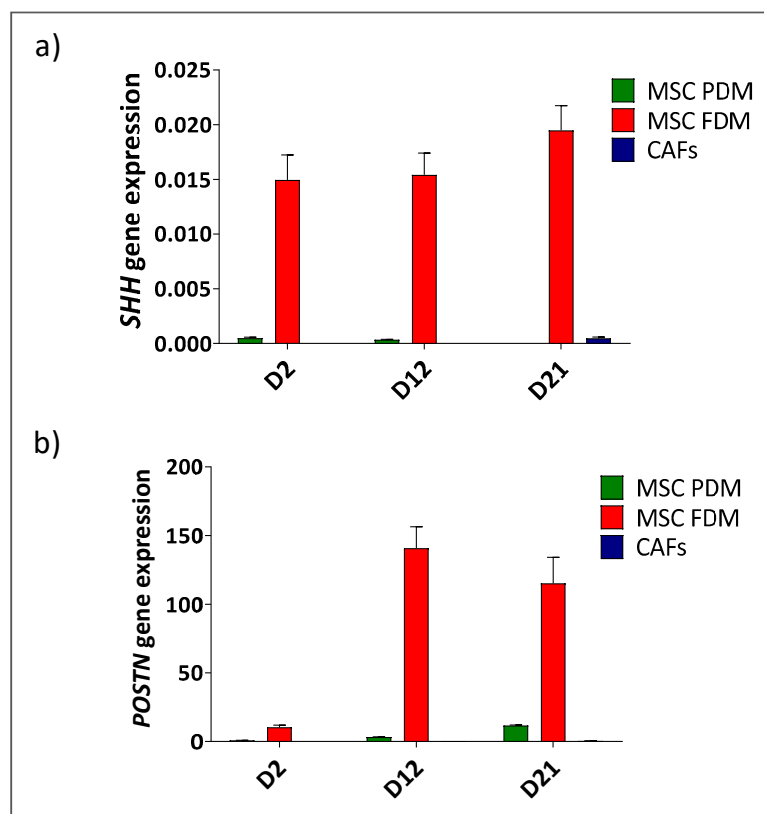 a)
0.025
0.020
0.015
0.010
0.005
0.000
SHH gene expression
D2
D12
D21
MSC PDM
MSC FDM
CAFs
b)
200
150
100
50
0
POSTN gene expression
D2
D12
D21
MSC PDM
MSC FDM
CAFs